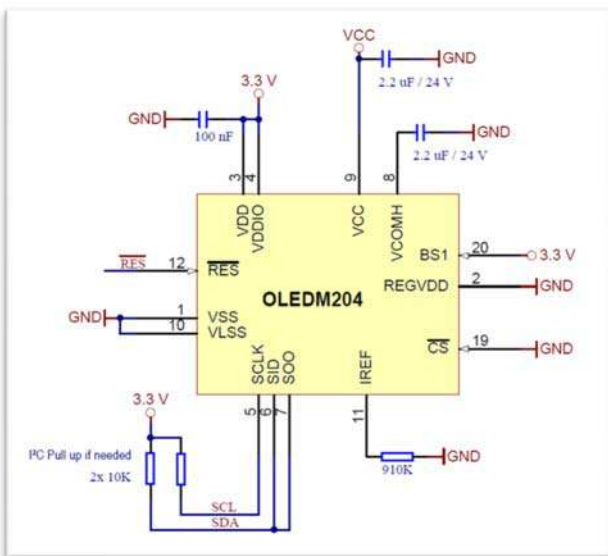 VCC
GND
2.2 uF / 24 V
3.3 V
GND
100 nF
GND
2.2 uF / 24 V
3
4
9
8
VDD
VDDIO
VCC
VCOMH
BS1
20
3.3 V
RES
12
RES
REGVDD
2
GND
OLEDM204
GND
1
VSS
10
VLSS
CS
19
GND
SCLK
SID
SOO
IREF
5
6
7
11
3.3 V
I²C Pull up if needed
2x 10K
910K
GND
SCL
SDA